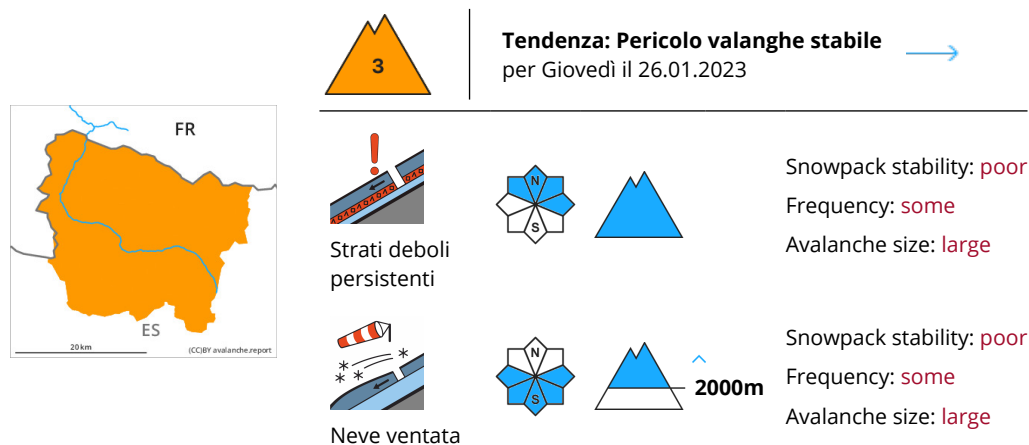 3
Tendenza: Pericolo valanghe stabile
per Giovedì il 26.01.2023
FR
ES
20 km
(CC)BY avalanche.report
N
S
Strati deboli
persistenti
Snowpack stability: poor
Frequency: some
Avalanche size: large
N
S
2000m
Neve ventata
Snowpack stability: poor
Frequency: some
Avalanche size: large